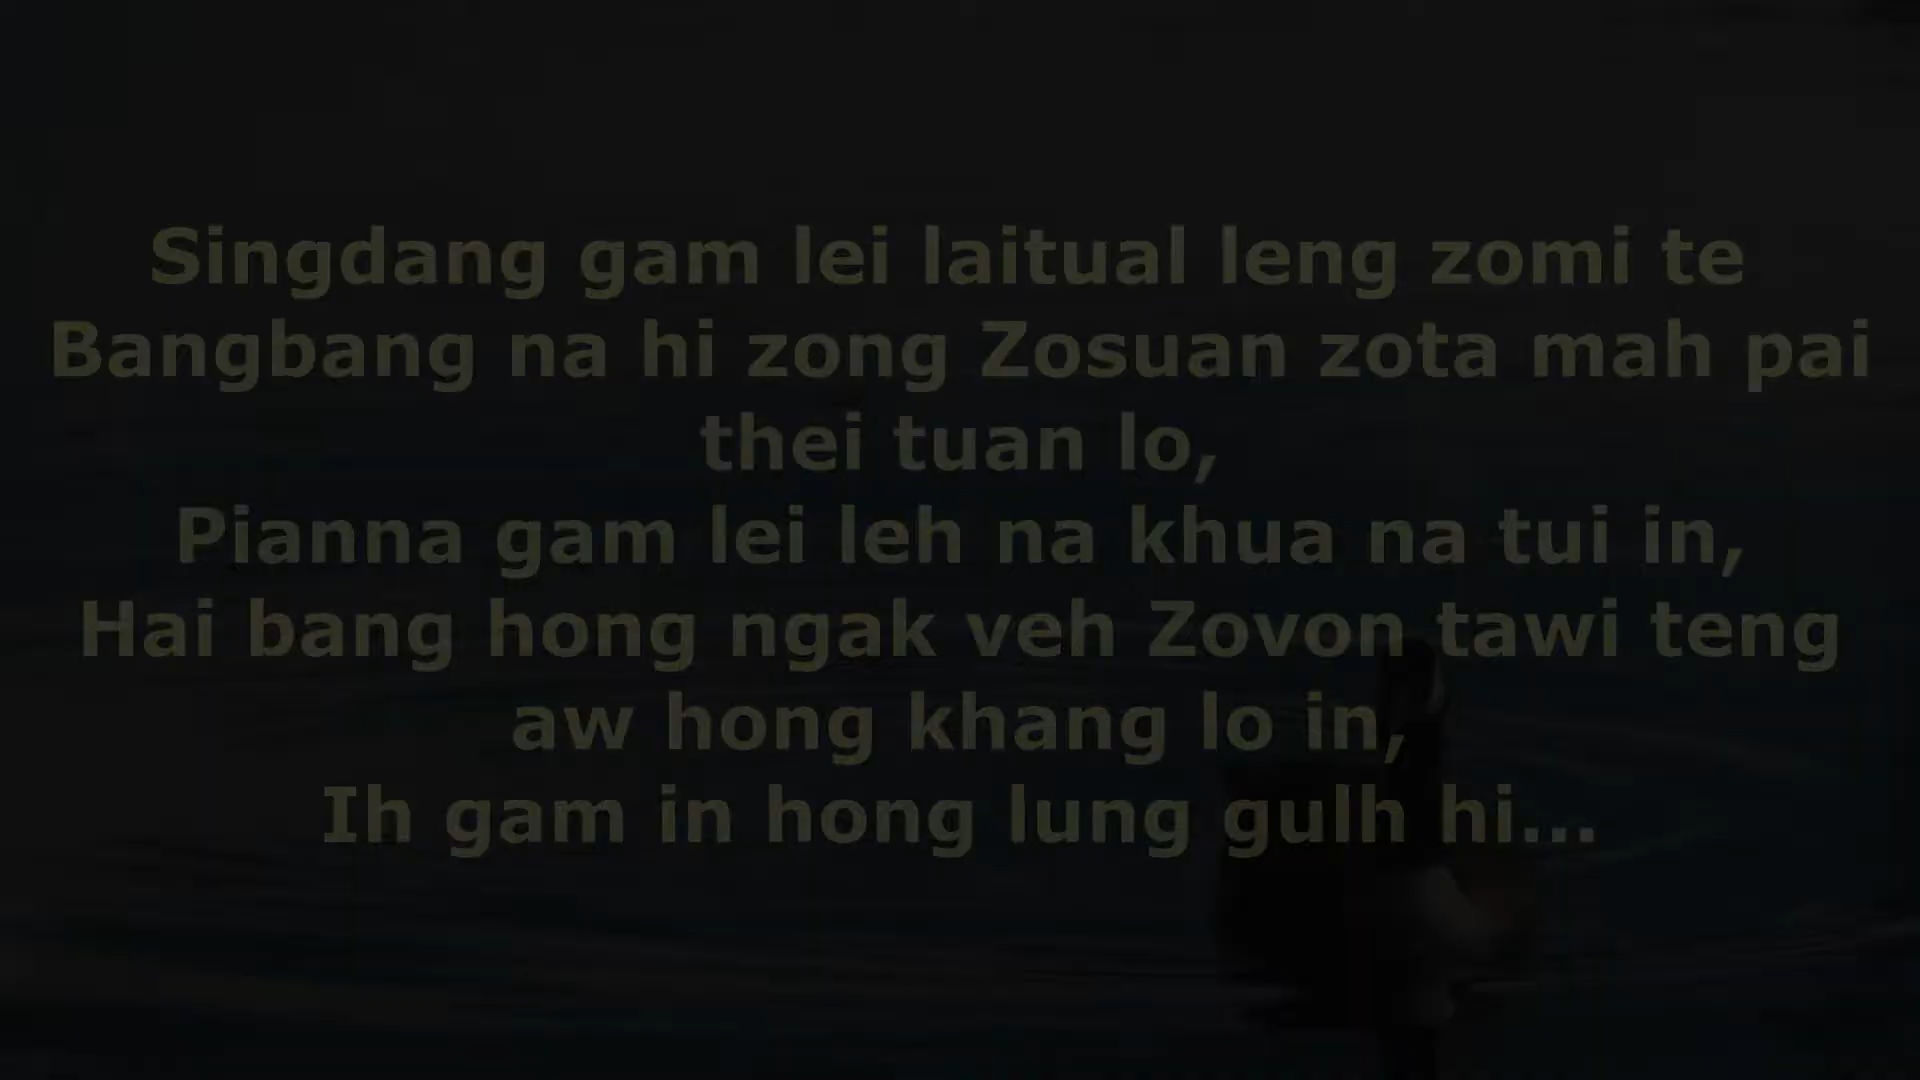 Singdang gam lei laitual leng zomi te
Bangbang na hi zong Zosuan zota mah pai
thei tuan lo,
Pianna gam lei leh na khua na tui in,
Hai bang hong ngak veh Zovon tawi teng
aw hong khang lo in,
Ih gam in hong lung gulh hi...